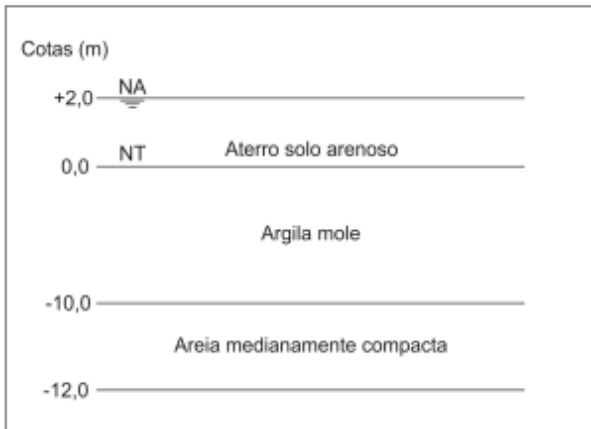 Cotas (m)
NA
+2,0
Aterro solo arenoso
NT
0,0
Argila mole
-10,0
Areia medianamente compacta
-12,0